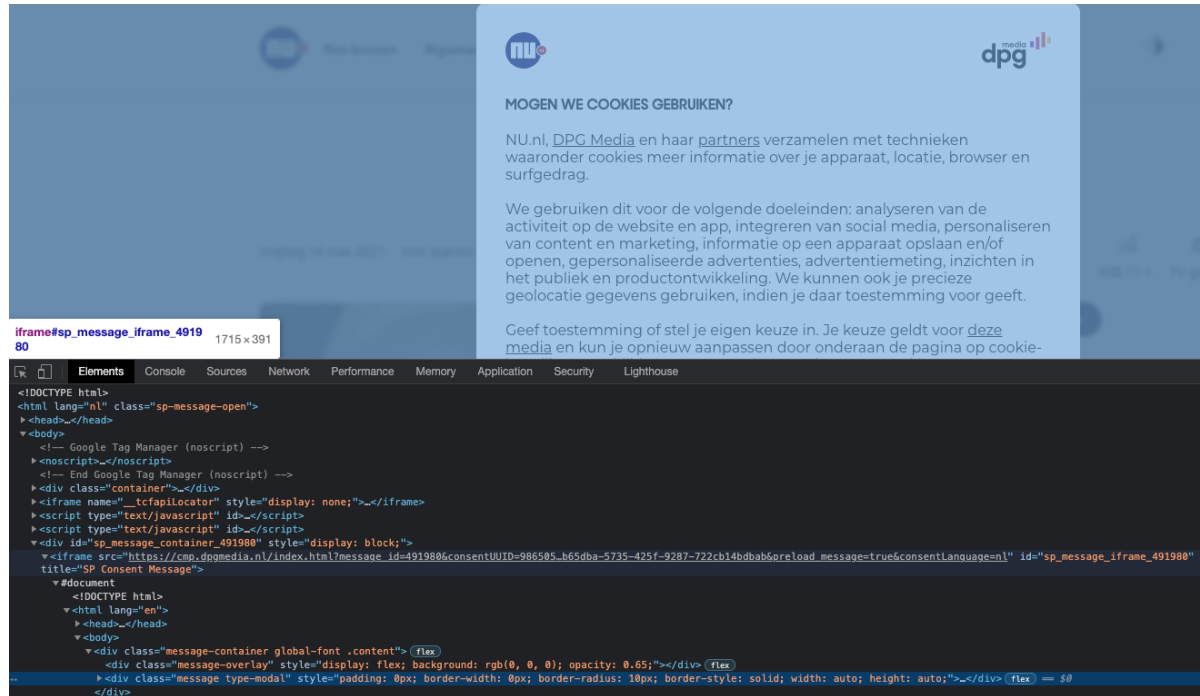 nu
media
dpg
MOGEN WE COOKIES GEBRUIKEN?
NU.nl, DPG Media en haar partners verzamelen met technieken
waaronder cookies meer informatie over je apparaat, locatie, browser en
surfgedrag.
We gebruiken dit voor de volgende doeleinden: analyseren van de
activiteit op de website en app, integreren van social media, personaliseren
van content en marketing, informatie op een apparaat opslaan en/of
openen, gepersonaliseerde advertenties, advertentiemeting, inzichten in
het publiek en productontwikkeling. We kunnen ook je precieze
geolocatie gegevens gebruiken, indien je daar toestemming voor geeft.
Geef toestemming of stel je eigen keuze in. Je keuze geldt voor deze
media en kun je opnieuw aanpassen door onderaan de pagina op cookie-
iframe#sp_message_iframe_4919
80
1715 × 391
Elements Console Sources Network Performance Memory Application Security Lighthouse
<!DOCTYPE html>
<html lang="nl" class="sp-message-open">
▶<head>…</head>
▼<body>
<!-- Google Tag Manager (noscript) -->
▶<noscript>…</noscript>
<!-- End Google Tag Manager (noscript) -->
▶<div class="container">…</div>
▶<iframe name="__tcfapiLocator" style="display: none;">…</iframe>
▶<script type="text/javascript" id>…</script>
▶<script type="text/javascript" id>…</script>
▼<div id="sp_message_container_491980" style="display: block;">
▼<iframe src="https://cmp.dpgmedia.nl/index.html?message_id=491980&consentUUID=986505…b65dba-5735-425f-9287-722cb14bdbab&preload_message=true&consentLanguage=nl" id="sp_message_iframe_491980"
title="SP Consent Message">
▼#document
<!DOCTYPE html>
▼<html lang="en">
▶<head>…</head>
▼<body>
▼<div class="message-container global-font .content"> flex
<div class="message-overlay" style="display: flex; background: rgb(0, 0, 0); opacity: 0.65;"></div> flex
▶<div class="message type-modal" style="padding: 0px; border-width: 0px; border-radius: 10px; border-style: solid; width: auto; height: auto;">…</div> flex == $0
</div>